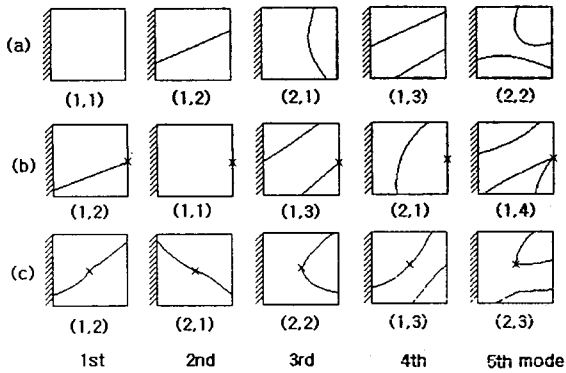 (a)
(1,1) (1,2) (2,1) (1,3) (2,2)
(b)
(1,2) (1,1) (1,3) (2,1) (1,4)
(c)
(1,2) (2,1) (2,2) (1,3) (2,3)
1st 2nd 3rd 4th 5th mode